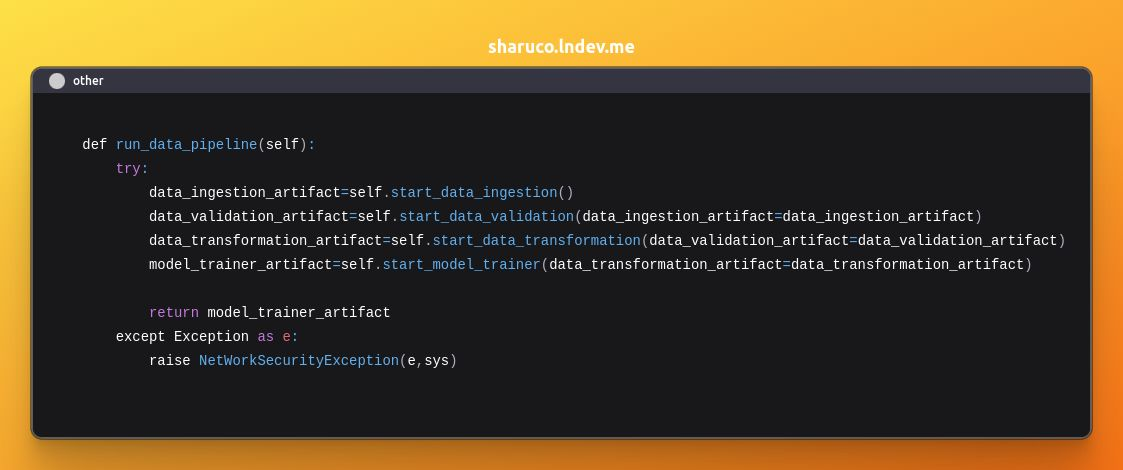 sharuco.lndev.me
other
def run_data_pipeline(self):
    try:
        data_ingestion_artifact=self.start_data_ingestion()
        data_validation_artifact=self.start_data_validation(data_ingestion_artifact=data_ingestion_artifact)
        data_transformation_artifact=self.start_data_transformation(data_validation_artifact=data_validation_artifact)
        model_trainer_artifact=self.start_model_trainer(data_transformation_artifact=data_transformation_artifact)

        return model_trainer_artifact
    except Exception as e:
        raise NetWorkSecurityException(e,sys)